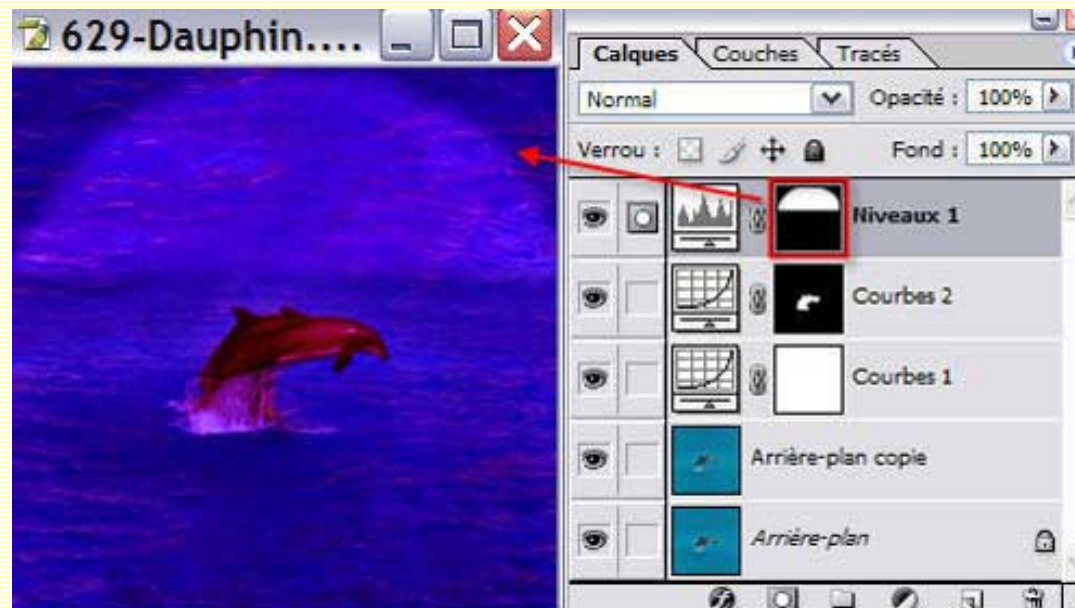 629-Dauphin....
Calques Couches Tracés
Normal Opacité : 100%
Verrou : Fond : 100%
Niveaux 1
Courbes 2
Courbes 1
Arrière-plan copie
Arrière-plan